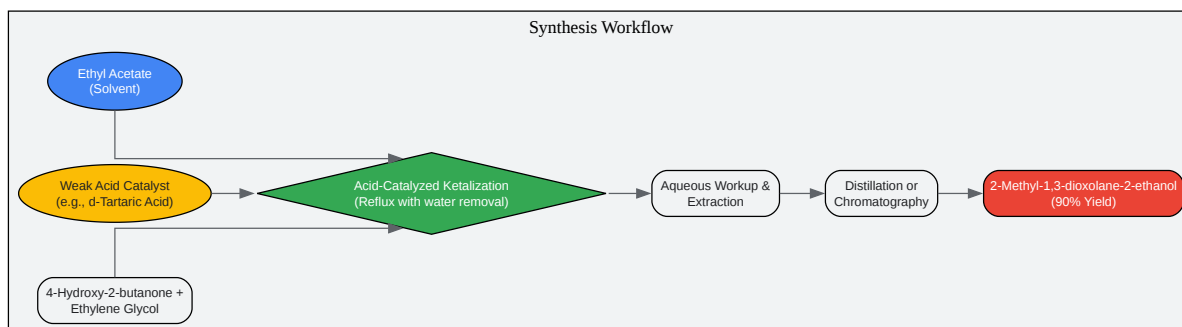 Synthesis Workflow
Ethyl Acetate
(Solvent)
Weak Acid Catalyst
(e.g., d-Tartaric Acid)
4-Hydroxy-2-butanone +
Ethylene Glycol
Acid-Catalyzed Ketalization
(Reflux with water removal)
Aqueous Workup &
Extraction
Distillation or
Chromatography
2-Methyl-1,3-dioxolane-2-ethanol
(90% Yield)